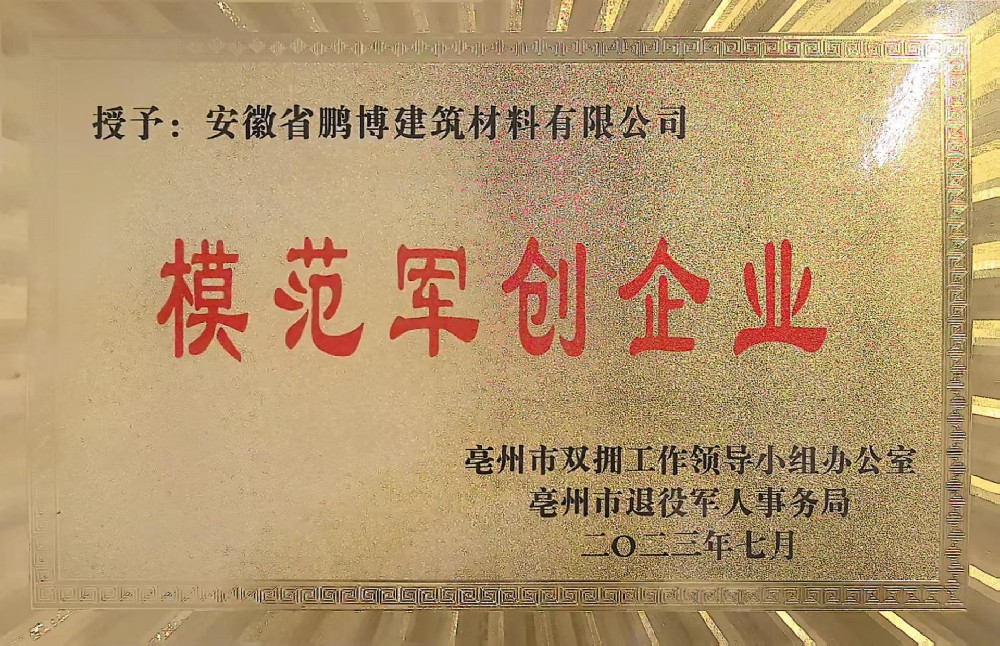 授予：安徽省鹏博建筑材料有限公司
模范军创企业
亳州市双拥工作领导小组办公室
亳州市退役军人事务局
二〇二三年七月